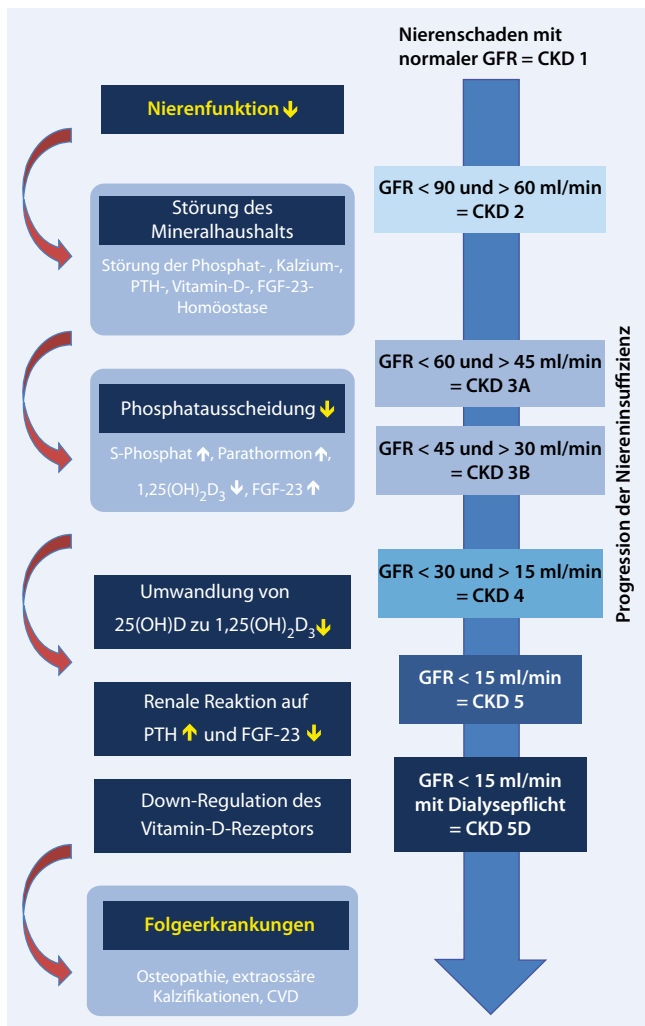 Nierenschaden mit
normaler GFR = CKD 1
Nierenfunktion ↓
GFR < 90 und > 60 ml/min
= CKD 2
Störung des
Mineralhaushalts
Störung der Phosphat- , Kalzium-,
PTH-, Vitamin-D-, FGF-23-
Homöostase
GFR < 60 und > 45 ml/min
= CKD 3A
Phosphatausscheidung ↓
S-Phosphat ↑, Parathormon ↑,
1,25(OH)₂D₃ ↓, FGF-23 ↑
GFR < 45 und > 30 ml/min
= CKD 3B
GFR < 30 und > 15 ml/min
= CKD 4
Umwandlung von
25(OH)D zu 1,25(OH)₂D₃ ↓
GFR < 15 ml/min
= CKD 5
Renale Reaktion auf
PTH ↑ und FGF-23 ↓
GFR < 15 ml/min
mit Dialysepflicht
= CKD 5D
Down-Regulation des
Vitamin-D-Rezeptors
Folgeerkrankungen
Osteopathie, extraossäre
Kalzifikationen, CVD
Progression der Niereninsuffizienz